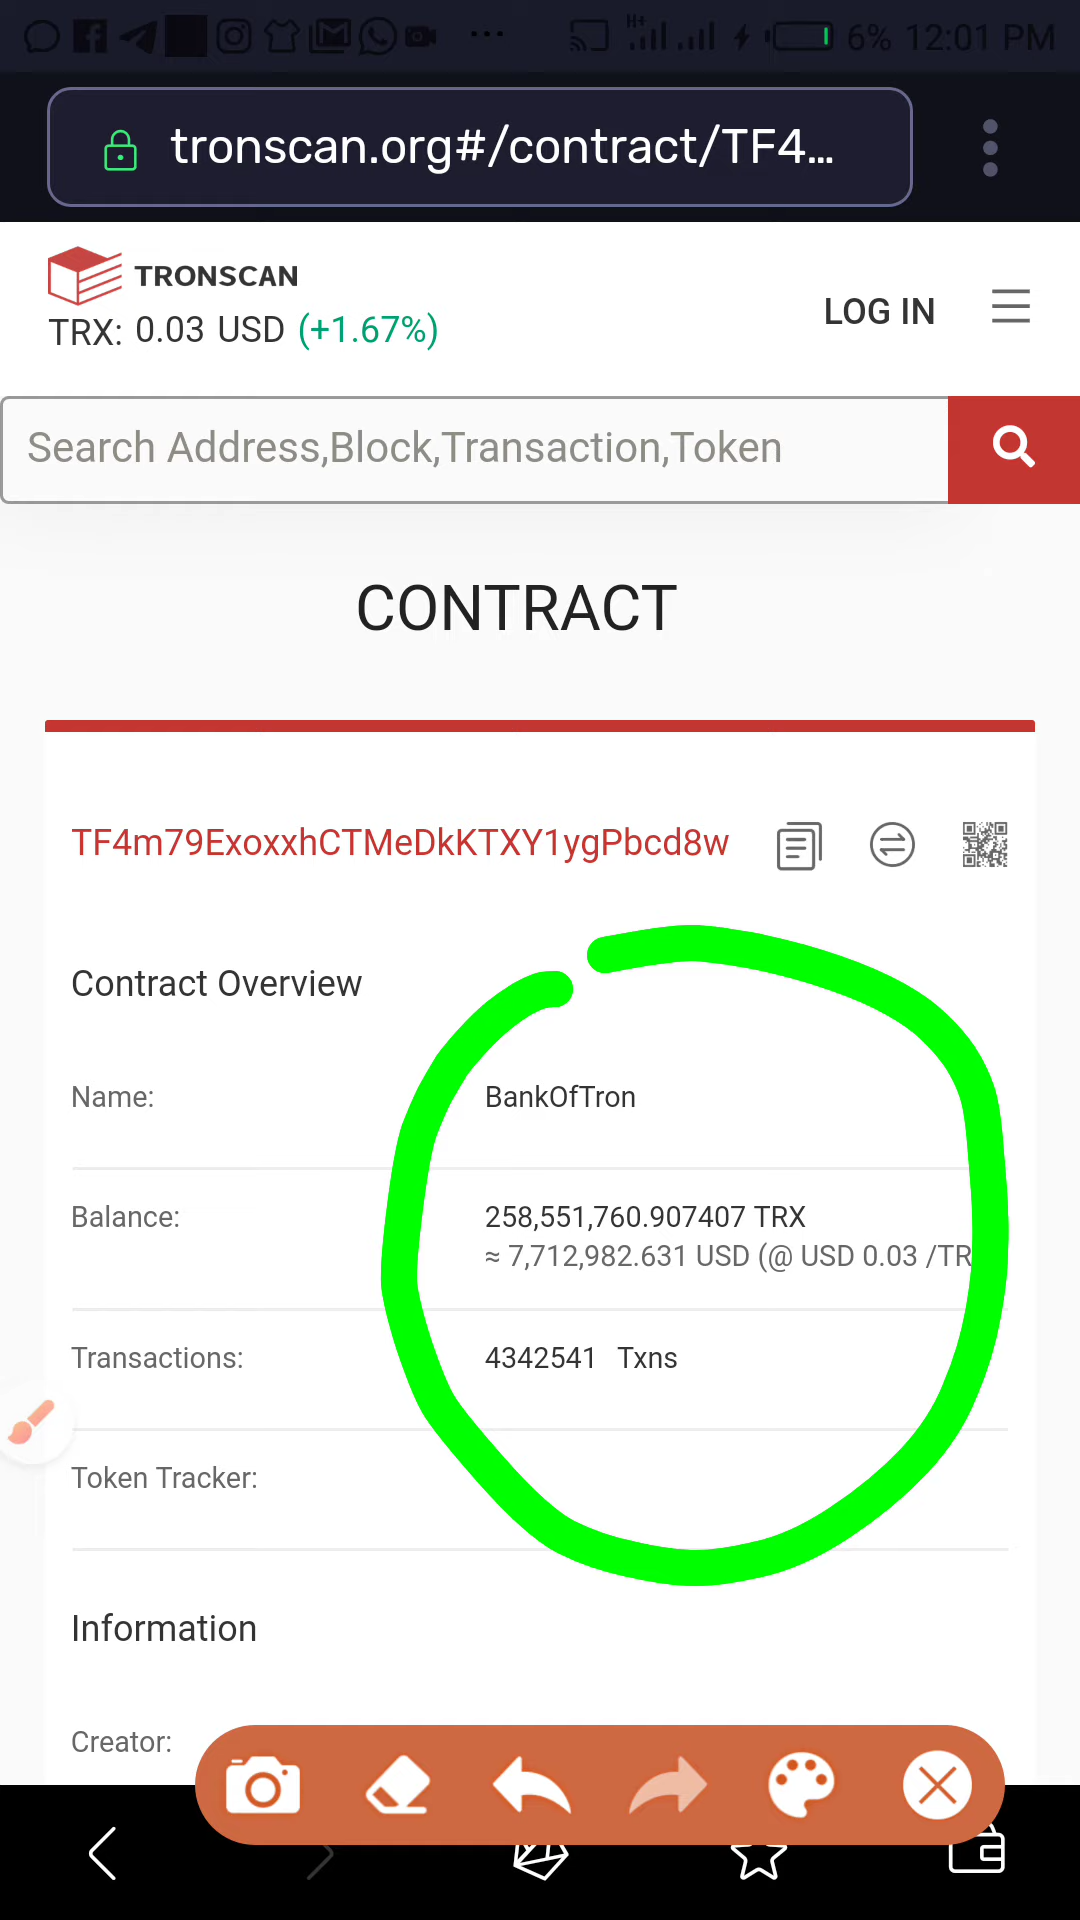 H+ 6% 12:01 PM
tronscan.org#/contract/TF4...
TRONSCAN
TRX: 0.03 USD (+1.67%)
LOG IN
Search Address,Block,Transaction,Token
CONTRACT
TF4m79ExoxxhCTMeDkKTXY1ygPbcd8w
Contract Overview
Name: BankOfTron
Balance: 258,551,760.907407 TRX
≈ 7,712,982.631 USD (@ USD 0.03 /TR
Transactions: 4342541 Txns
Token Tracker:
Information
Creator: